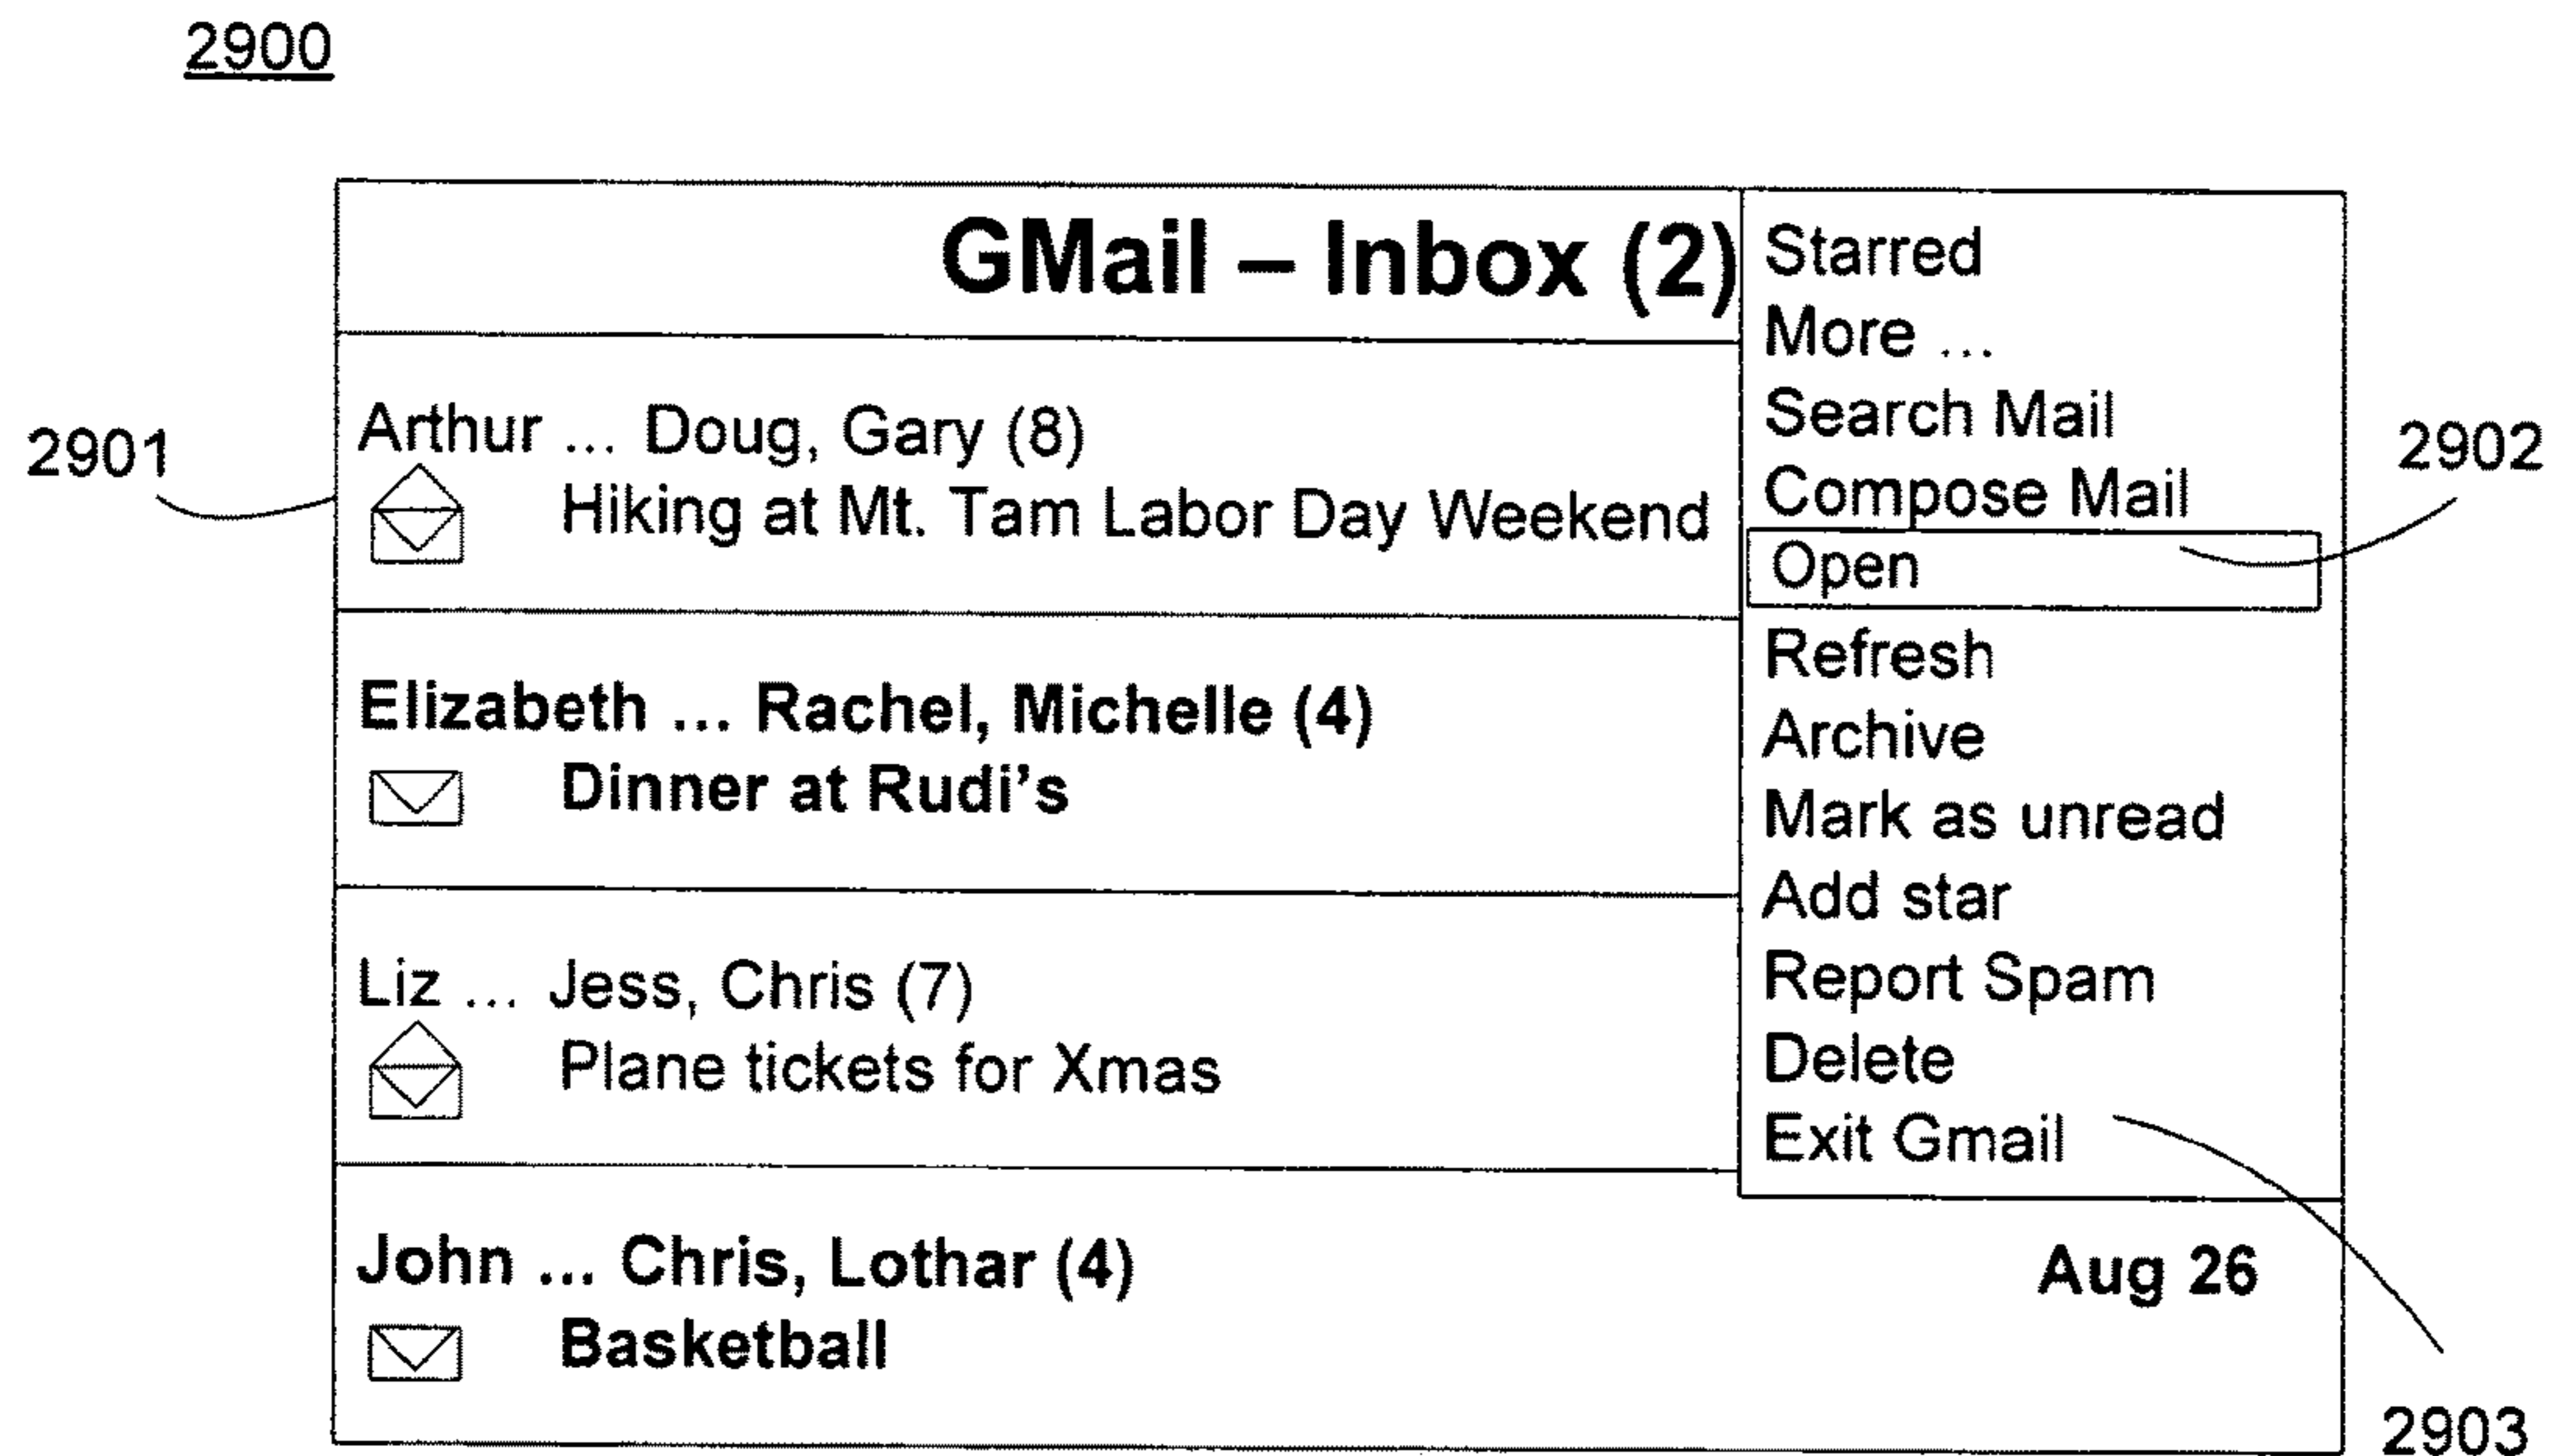 2900
GMail – Inbox (2)
2901
Arthur ... Doug, Gary (8)
Hiking at Mt. Tam Labor Day Weekend
Elizabeth ... Rachel, Michelle (4)
Dinner at Rudi's
Liz ... Jess, Chris (7)
Plane tickets for Xmas
John ... Chris, Lothar (4)
Basketball
Aug 26
Starred
More ...
Search Mail
Compose Mail
Open
Refresh
Archive
Mark as unread
Add star
Report Spam
Delete
Exit Gmail
2902
2903